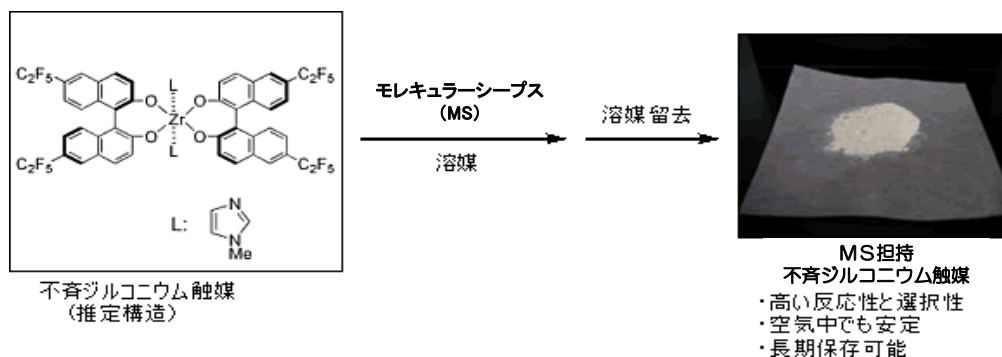 C₂F₅
C₂F₅
L
O
O
Zr
O
O
L
C₂F₅
C₂F₅
L:
N
N
Me
不斉ジルコニウム触媒
(推定構造)
モレキュラーシーブス
(MS)
溶媒
溶媒留去
MS担持
不斉ジルコニウム触媒
・高い反応性と選択性
・空気中でも安定
・長期保存可能